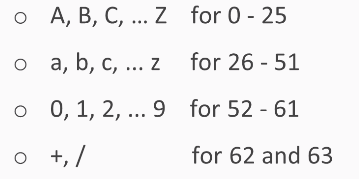 ○ A, B, C, ... Z for 0 - 25
○ a, b, c, ... z for 26 - 51
○ 0, 1, 2, ... 9 for 52 - 61
○ +, / for 62 and 63